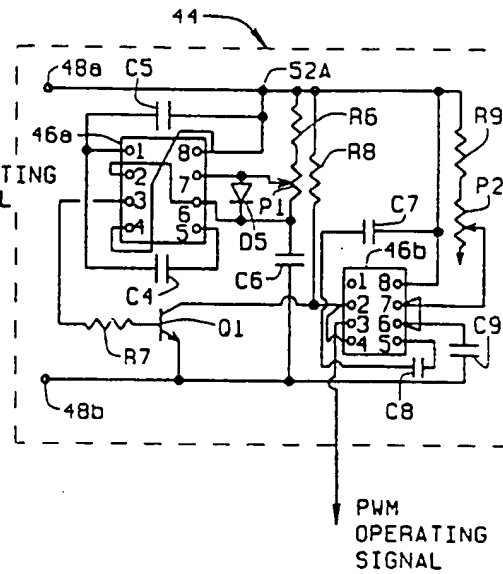 44
48a
C5
52A
46a
R6
R8
R9
1 8
2 7
3 6
4 5
TING
L
P1
P2
D5
C7
46b
C6
C4
1 8
2 7
3 6
4 5
Q1
R7
C9
C8
48b
PWM
OPERATING
SIGNAL